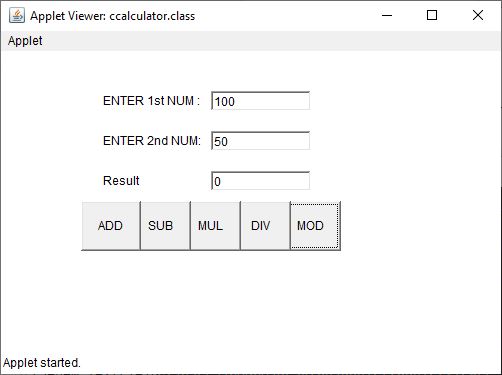 Applet Viewer: ccalculator.class
Applet
ENTER 1st NUM : 100
ENTER 2nd NUM: 50
Result 0
ADD SUB MUL DIV MOD
Applet started.